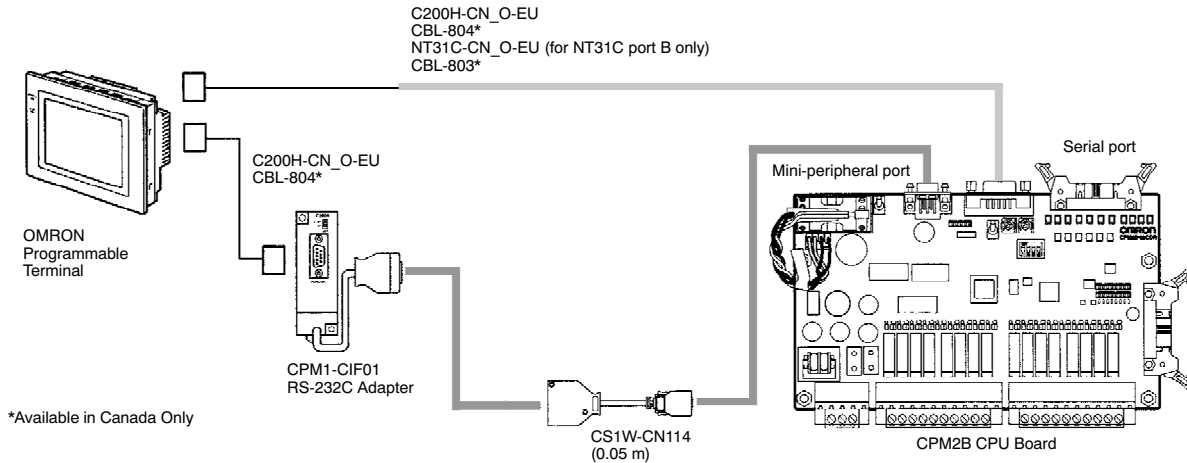 C200H-CN_O-EU
CBL-804*
NT31C-CN_O-EU (for NT31C port B only)
CBL-803*
Serial port
Mini-peripheral port
C200H-CN_O-EU
CBL-804*
OMRON
Programmable
Terminal
CPM1-CIF01
RS-232C Adapter
*Available in Canada Only
CS1W-CN114
(0.05 m)
CPM2B CPU Board